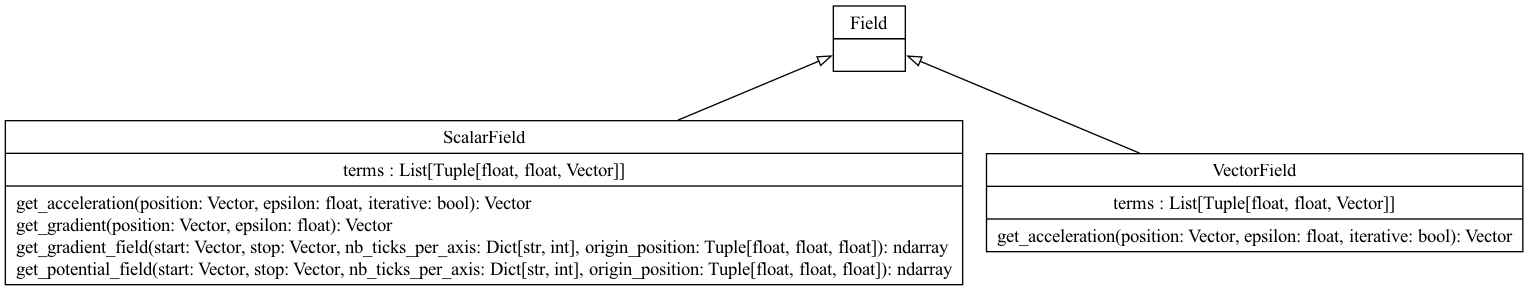 Field
ScalarField
terms : List[Tuple[float, float, Vector]]
get_acceleration(position: Vector, epsilon: float, iterative: bool): Vector
get_gradient(position: Vector, epsilon: float): Vector
get_gradient_field(start: Vector, stop: Vector, nb_ticks_per_axis: Dict[str, int], origin_position: Tuple[float, float, float]): ndarray
get_potential_field(start: Vector, stop: Vector, nb_ticks_per_axis: Dict[str, int], origin_position: Tuple[float, float, float]): ndarray
VectorField
terms : List[Tuple[float, float, Vector]]
get_acceleration(position: Vector, epsilon: float, iterative: bool): Vector